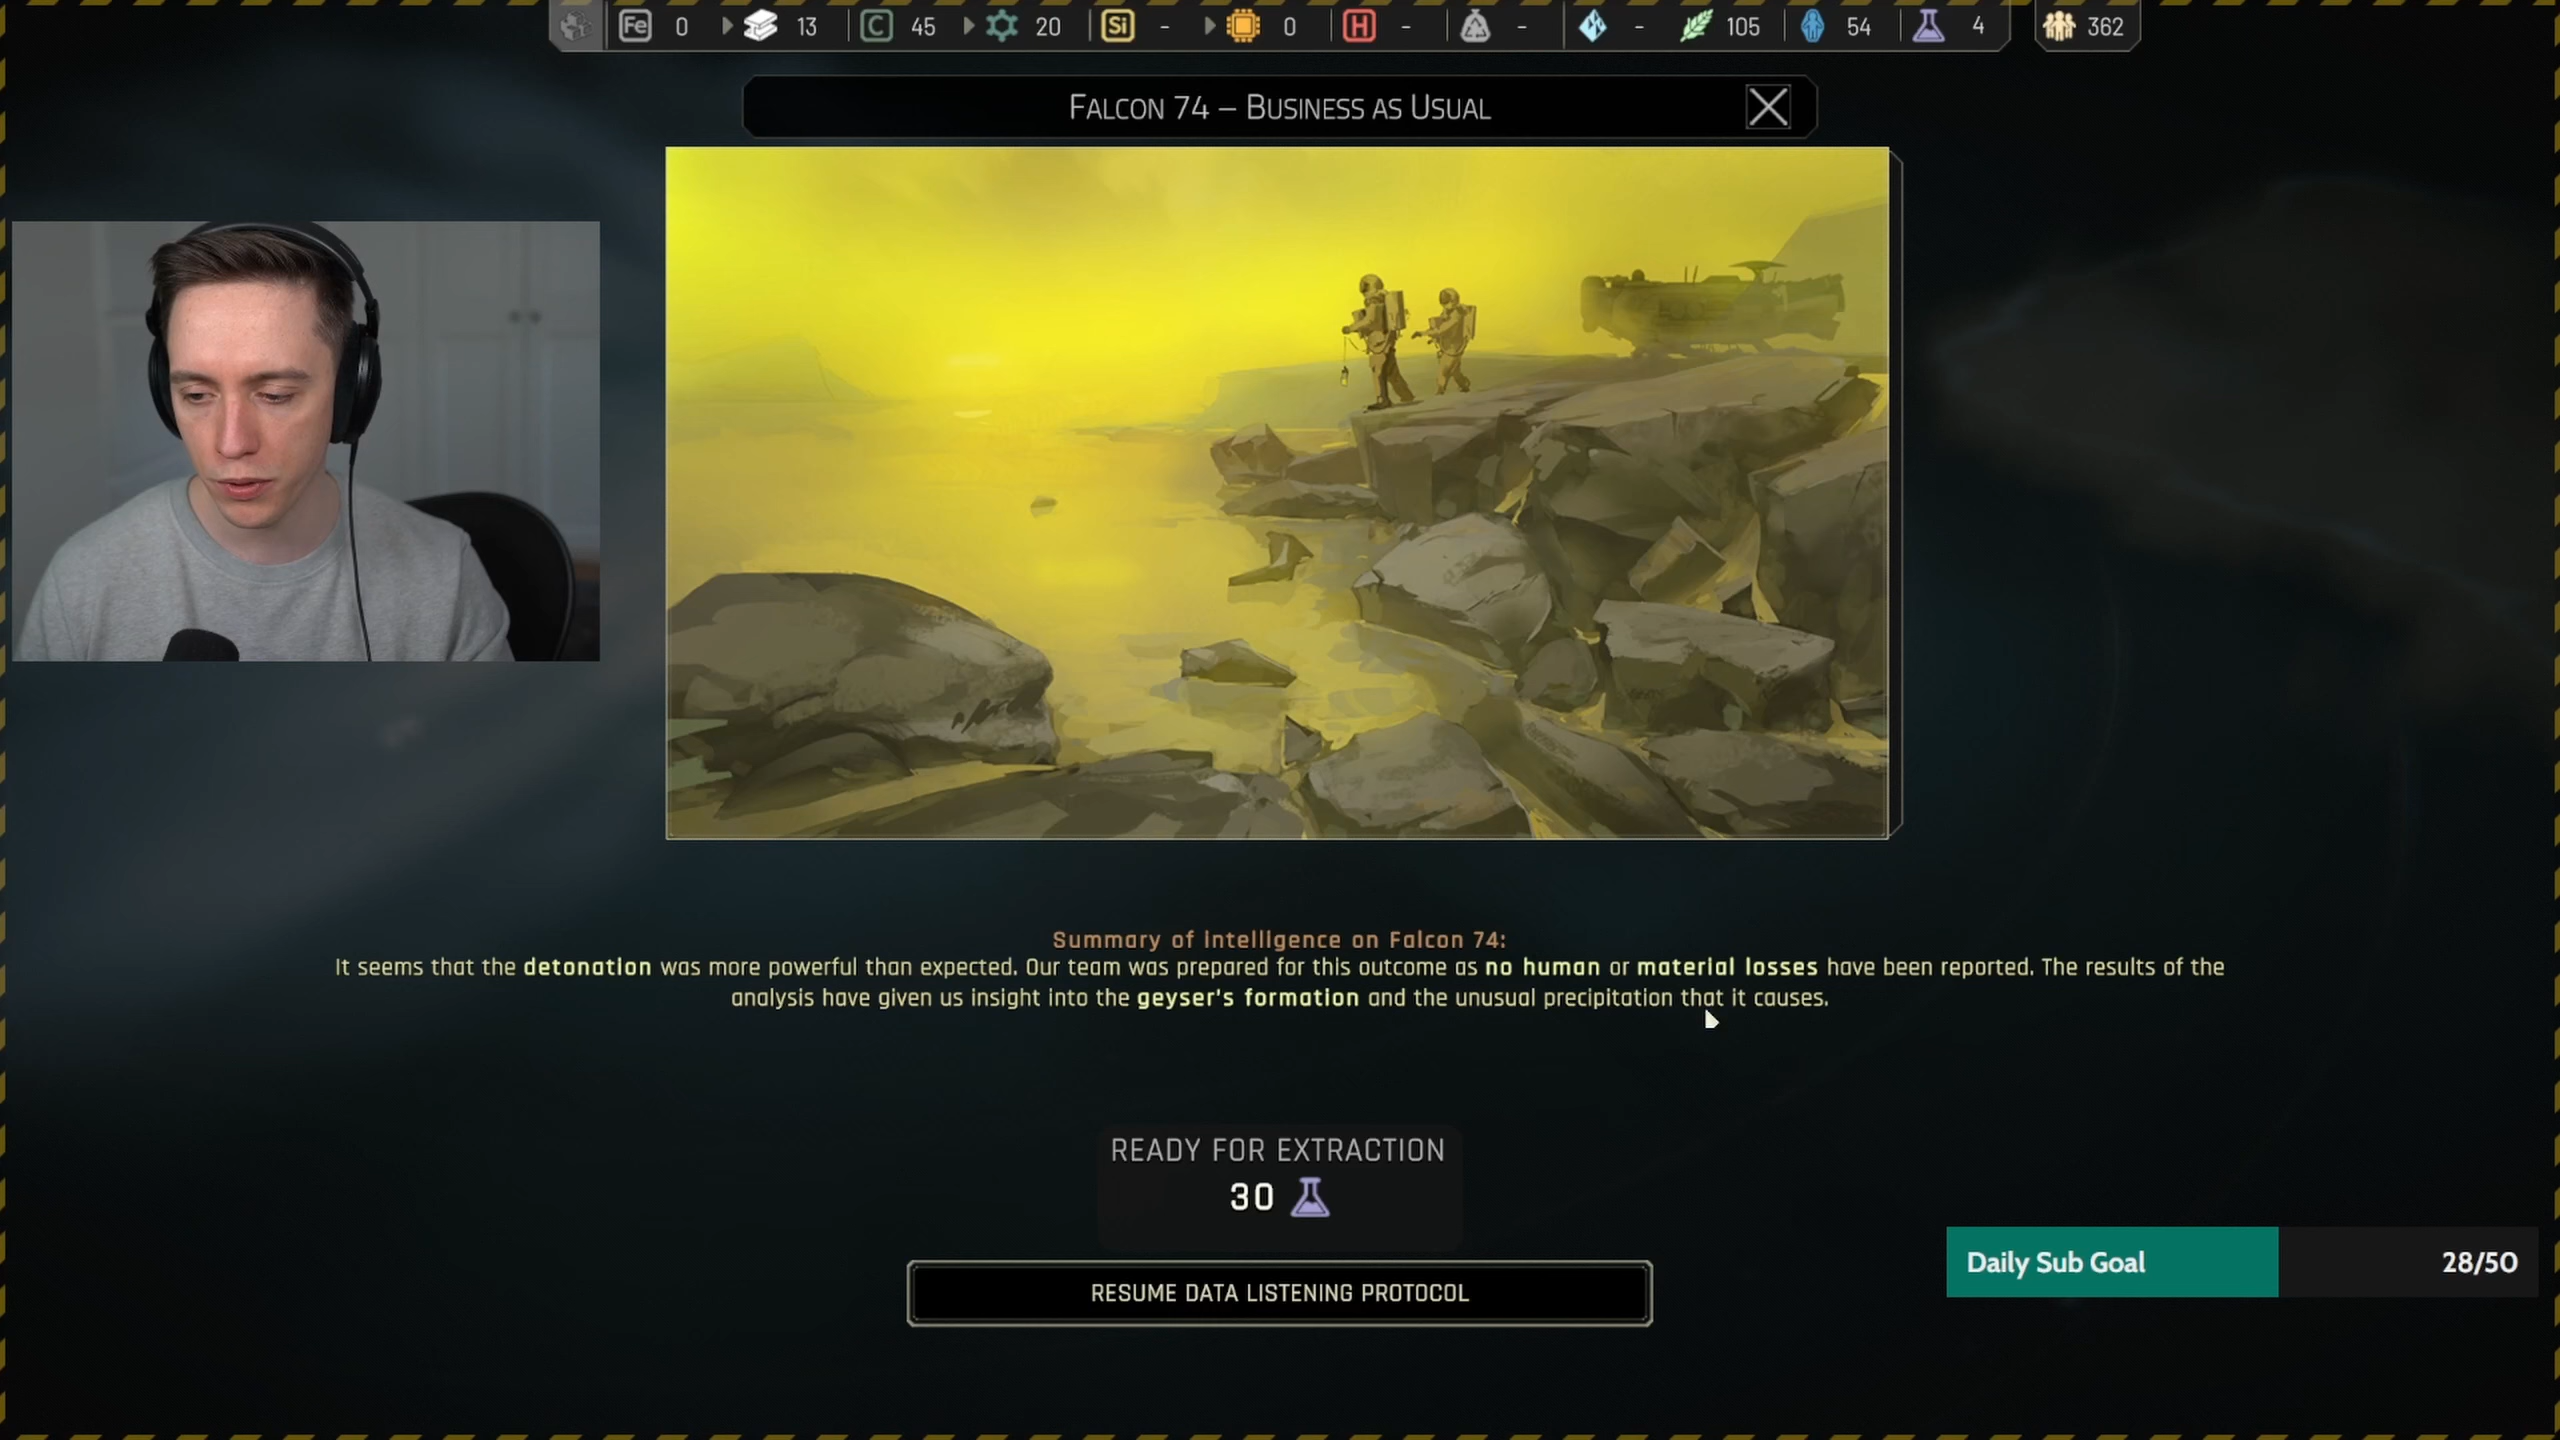 Fe 0 13 C 45 20 Si - 0 H - - - 105 54 4 362
FALCON 74 – BUSINESS AS USUAL
Summary of intelligence on Falcon 74:
It seems that the detonation was more powerful than expected. Our team was prepared for this outcome as no human or material losses have been reported. The results of the
analysis have given us insight into the geyser's formation and the unusual precipitation that it causes.
READY FOR EXTRACTION
30
RESUME DATA LISTENING PROTOCOL
Daily Sub Goal 28/50